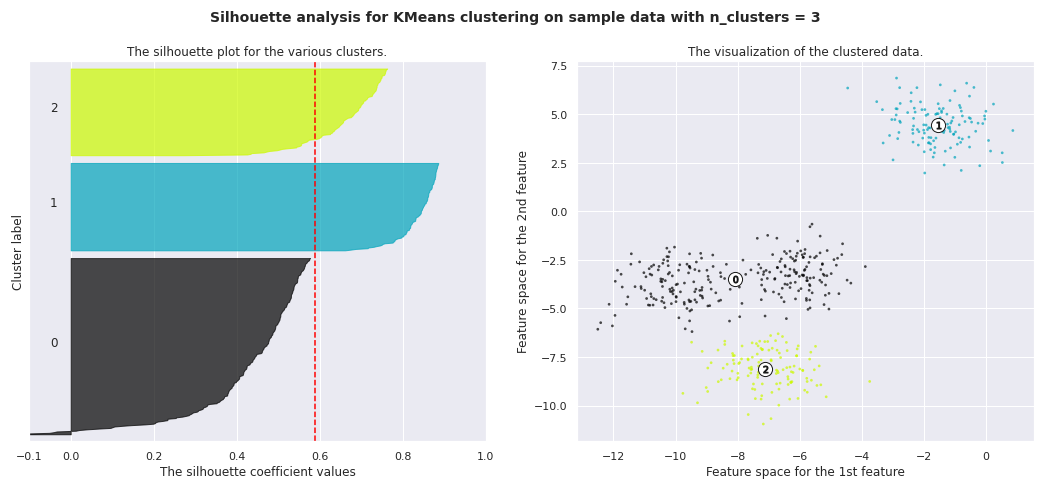 Silhouette analysis for KMeans clustering on sample data with n_clusters = 3
The silhouette plot for the various clusters.
Cluster label
2
1
0
−0.1 0.0 0.2 0.4 0.6 0.8 1.0
The silhouette coefficient values
The visualization of the clustered data.
Feature space for the 2nd feature
7.5
5.0
2.5
0.0
−2.5
−5.0
−7.5
−10.0
1
0
2
−12 −10 −8 −6 −4 −2 0
Feature space for the 1st feature